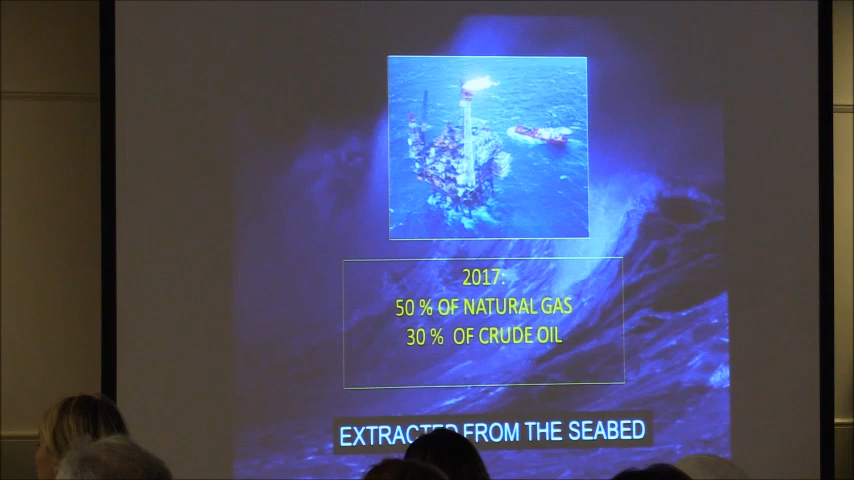 2017:
50 % OF NATURAL GAS
30 % OF CRUDE OIL
EXTRACTED FROM THE SEABED